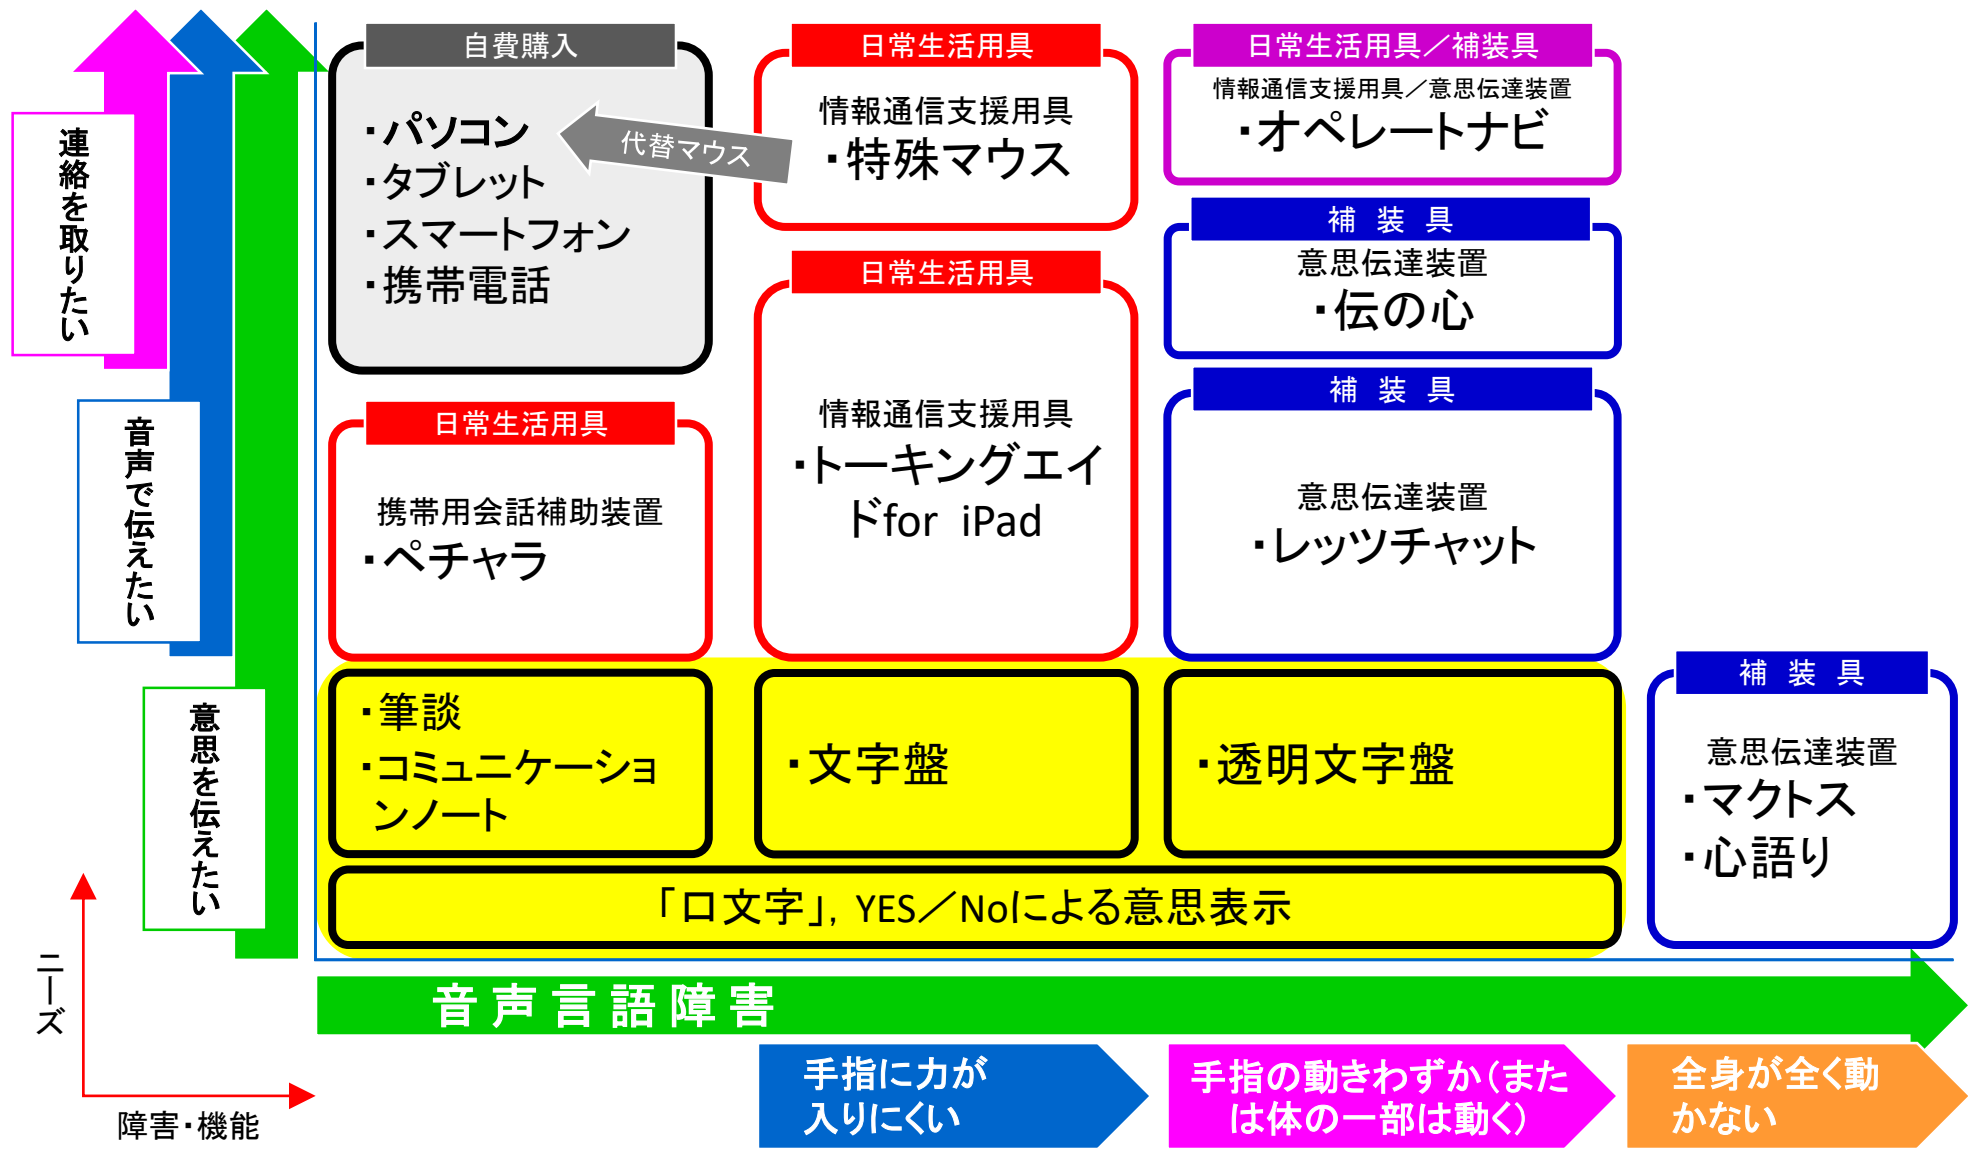 連絡を取りたい
音声で伝えたい
意思を伝えたい
ニーズ
障害・機能
自費購入
・パソコン
・タブレット
・スマートフォン
・携帯電話
代替マウス
日常生活用具
情報通信支援用具
・特殊マウス
日常生活用具／補装具
情報通信支援用具／意思伝達装置
・オペレートナビ
補 装 具
意思伝達装置
・伝の心
日常生活用具
情報通信支援用具
・トーキングエイ
ドfor iPad
補 装 具
意思伝達装置
・レッツチャット
日常生活用具
携帯用会話補助装置
・ペチャラ
・筆談
・コミュニケーショ
ンノート
・文字盤
・透明文字盤
補 装 具
意思伝達装置
・マクトス
・心語り
「口文字」，YES／Noによる意思表示
音声言語障害
手指に力が
入りにくい
手指の動きわずか（また
は体の一部は動く）
全身が全く動
かない